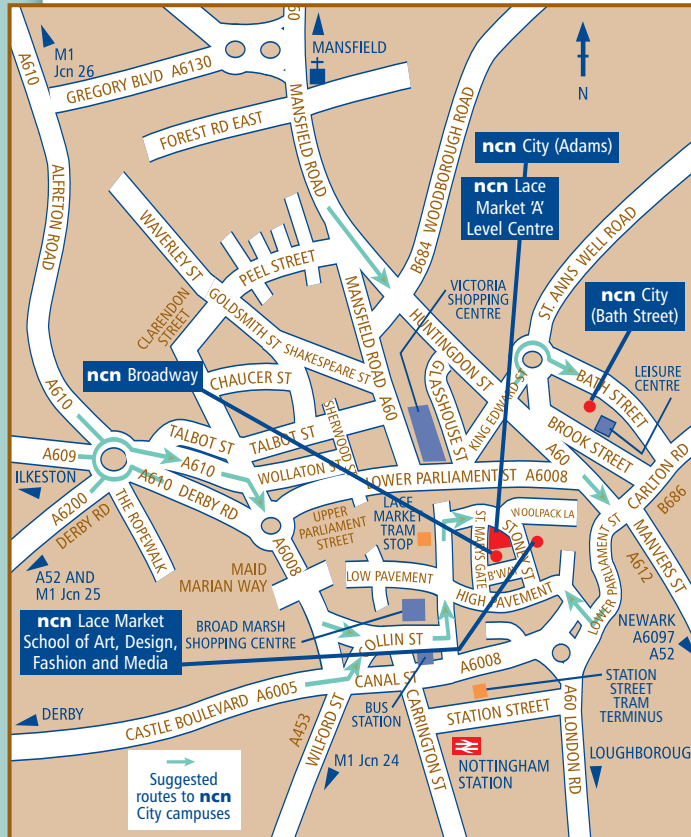 M1
Jcn 26
A610
GREGORY BLVD A6130
60
MANSFIELD
N
FOREST RD EAST
MANSFIELD ROAD
B684 WOODBOROUGH ROAD
ncn City (Adams)
ncn Lace
Market 'A'
Level Centre
ALFRETON ROAD
WAVERLEY ST
PEEL STREET
GOLDSMITH ST
CLARENDON
STREET
SHAKESPEARE ST
MANSFIELD ROAD A60
VICTORIA
SHOPPING
CENTRE
HUNTINGDON ST
ST. ANNS WELL ROAD
ncn City
(Bath Street)
LEISURE
CENTRE
ncn Broadway
CHAUCER ST
GLASSHOUSE ST
KING EDWARD ST
BATH STREET
BROOK STREET
A60
A610
TALBOT ST
TALBOT ST
SHERWOOD ST
A609
ILKESTON
A610
WOLLATON ST
LOWER PARLIAMENT ST A6008
CARLTON RD
B686
A6200
DERBY RD
A610 DERBY RD
THE ROPEWALK
UPPER
PARLIAMENT
STREET
LACE
MARKET
TRAM
STOP
WOOLPACK LA
ST. MARYS GATE
STONEY ST
B'WAY
MANVERS ST
A612
A52 AND
M1 Jcn 25
A6008
MAID
MARIAN WAY
LOW PAVEMENT
HIGH PAVEMENT
LOWER PARLIAMENT ST
ncn Lace Market
School of Art, Design,
Fashion and Media
BROAD MARSH
SHOPPING CENTRE
COLLIN ST
NEWARK
A6097
A52
CANAL ST
A6008
CASTLE BOULEVARD A6005
DERBY
BUS
STATION
STATION
STREET
TRAM
TERMINUS
A453
WILFORD ST
CARRINGTON ST
STATION STREET
A60 LONDON RD
LOUGHBOROUG
M1 Jcn 24
NOTTINGHAM
STATION
Suggested
routes to ncn
City campuses